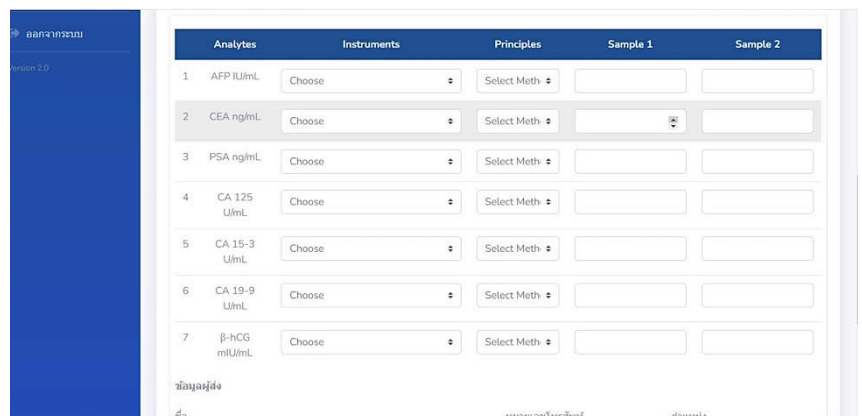 ออกจากระบบ
Version 2.0
Analytes Instruments Principles Sample 1 Sample 2
1 AFP IU/mL Choose Select Meth
2 CEA ng/mL Choose Select Meth
3 PSA ng/mL Choose Select Meth
4 CA 125 U/mL Choose Select Meth
5 CA 15-3 U/mL Choose Select Meth
6 CA 19-9 U/mL Choose Select Meth
7 β-hCG mIU/mL Choose Select Meth
ข้อมูลผู้ส่ง
ชื่อ